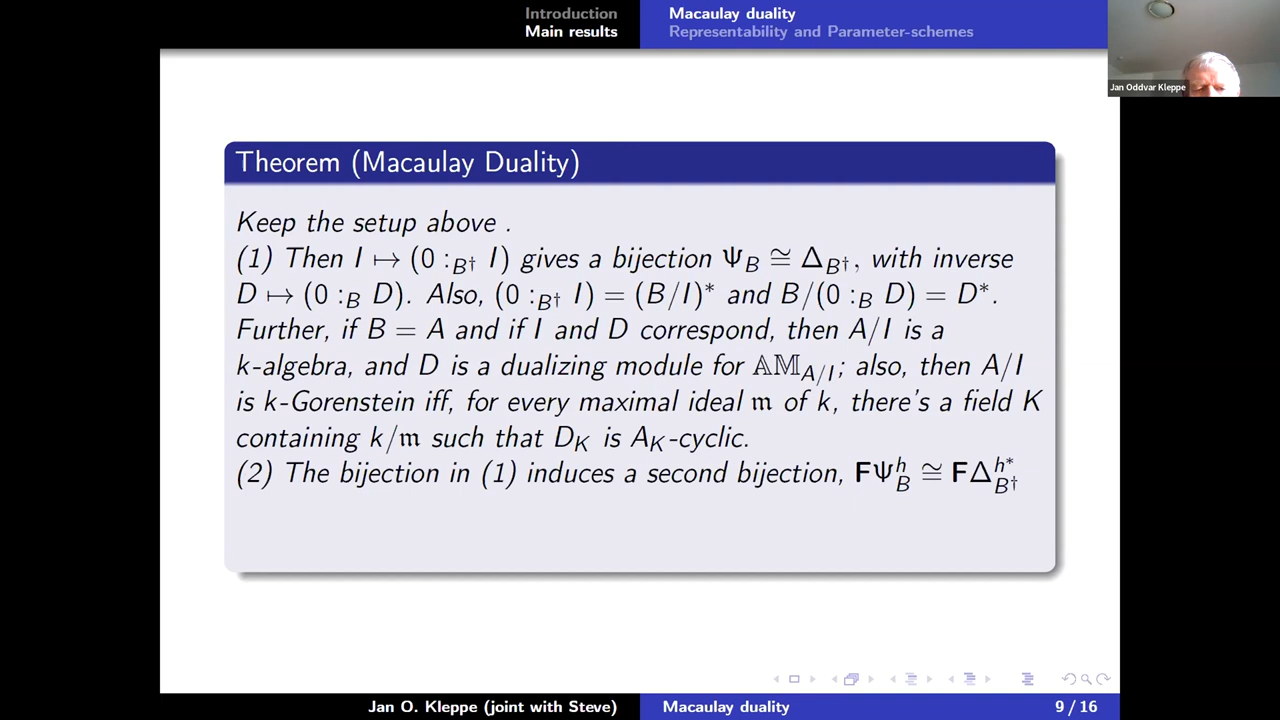 Introduction
Main results
Macaulay duality
Representability and Parameter-schemes
Jan Oddvar Kleppe
Theorem (Macaulay Duality)
Keep the setup above .
(1) Then I ↦ (0 :_{B†} I) gives a bijection Ψ_B ≅ Δ_{B†}, with inverse
D ↦ (0 :_B D). Also, (0 :_{B†} I) = (B/I)* and B/(0 :_B D) = D*.
Further, if B = A and if I and D correspond, then A/I is a
k-algebra, and D is a dualizing module for 𝔸𝕄_{A/I}; also, then A/I
is k-Gorenstein iff, for every maximal ideal 𝔪 of k, there's a field K
containing k/𝔪 such that D_K is A_K-cyclic.
(2) The bijection in (1) induces a second bijection, FΨ^h_B ≅ FΔ^{h*}_{B†}
Jan O. Kleppe (joint with Steve)
Macaulay duality
9 / 16